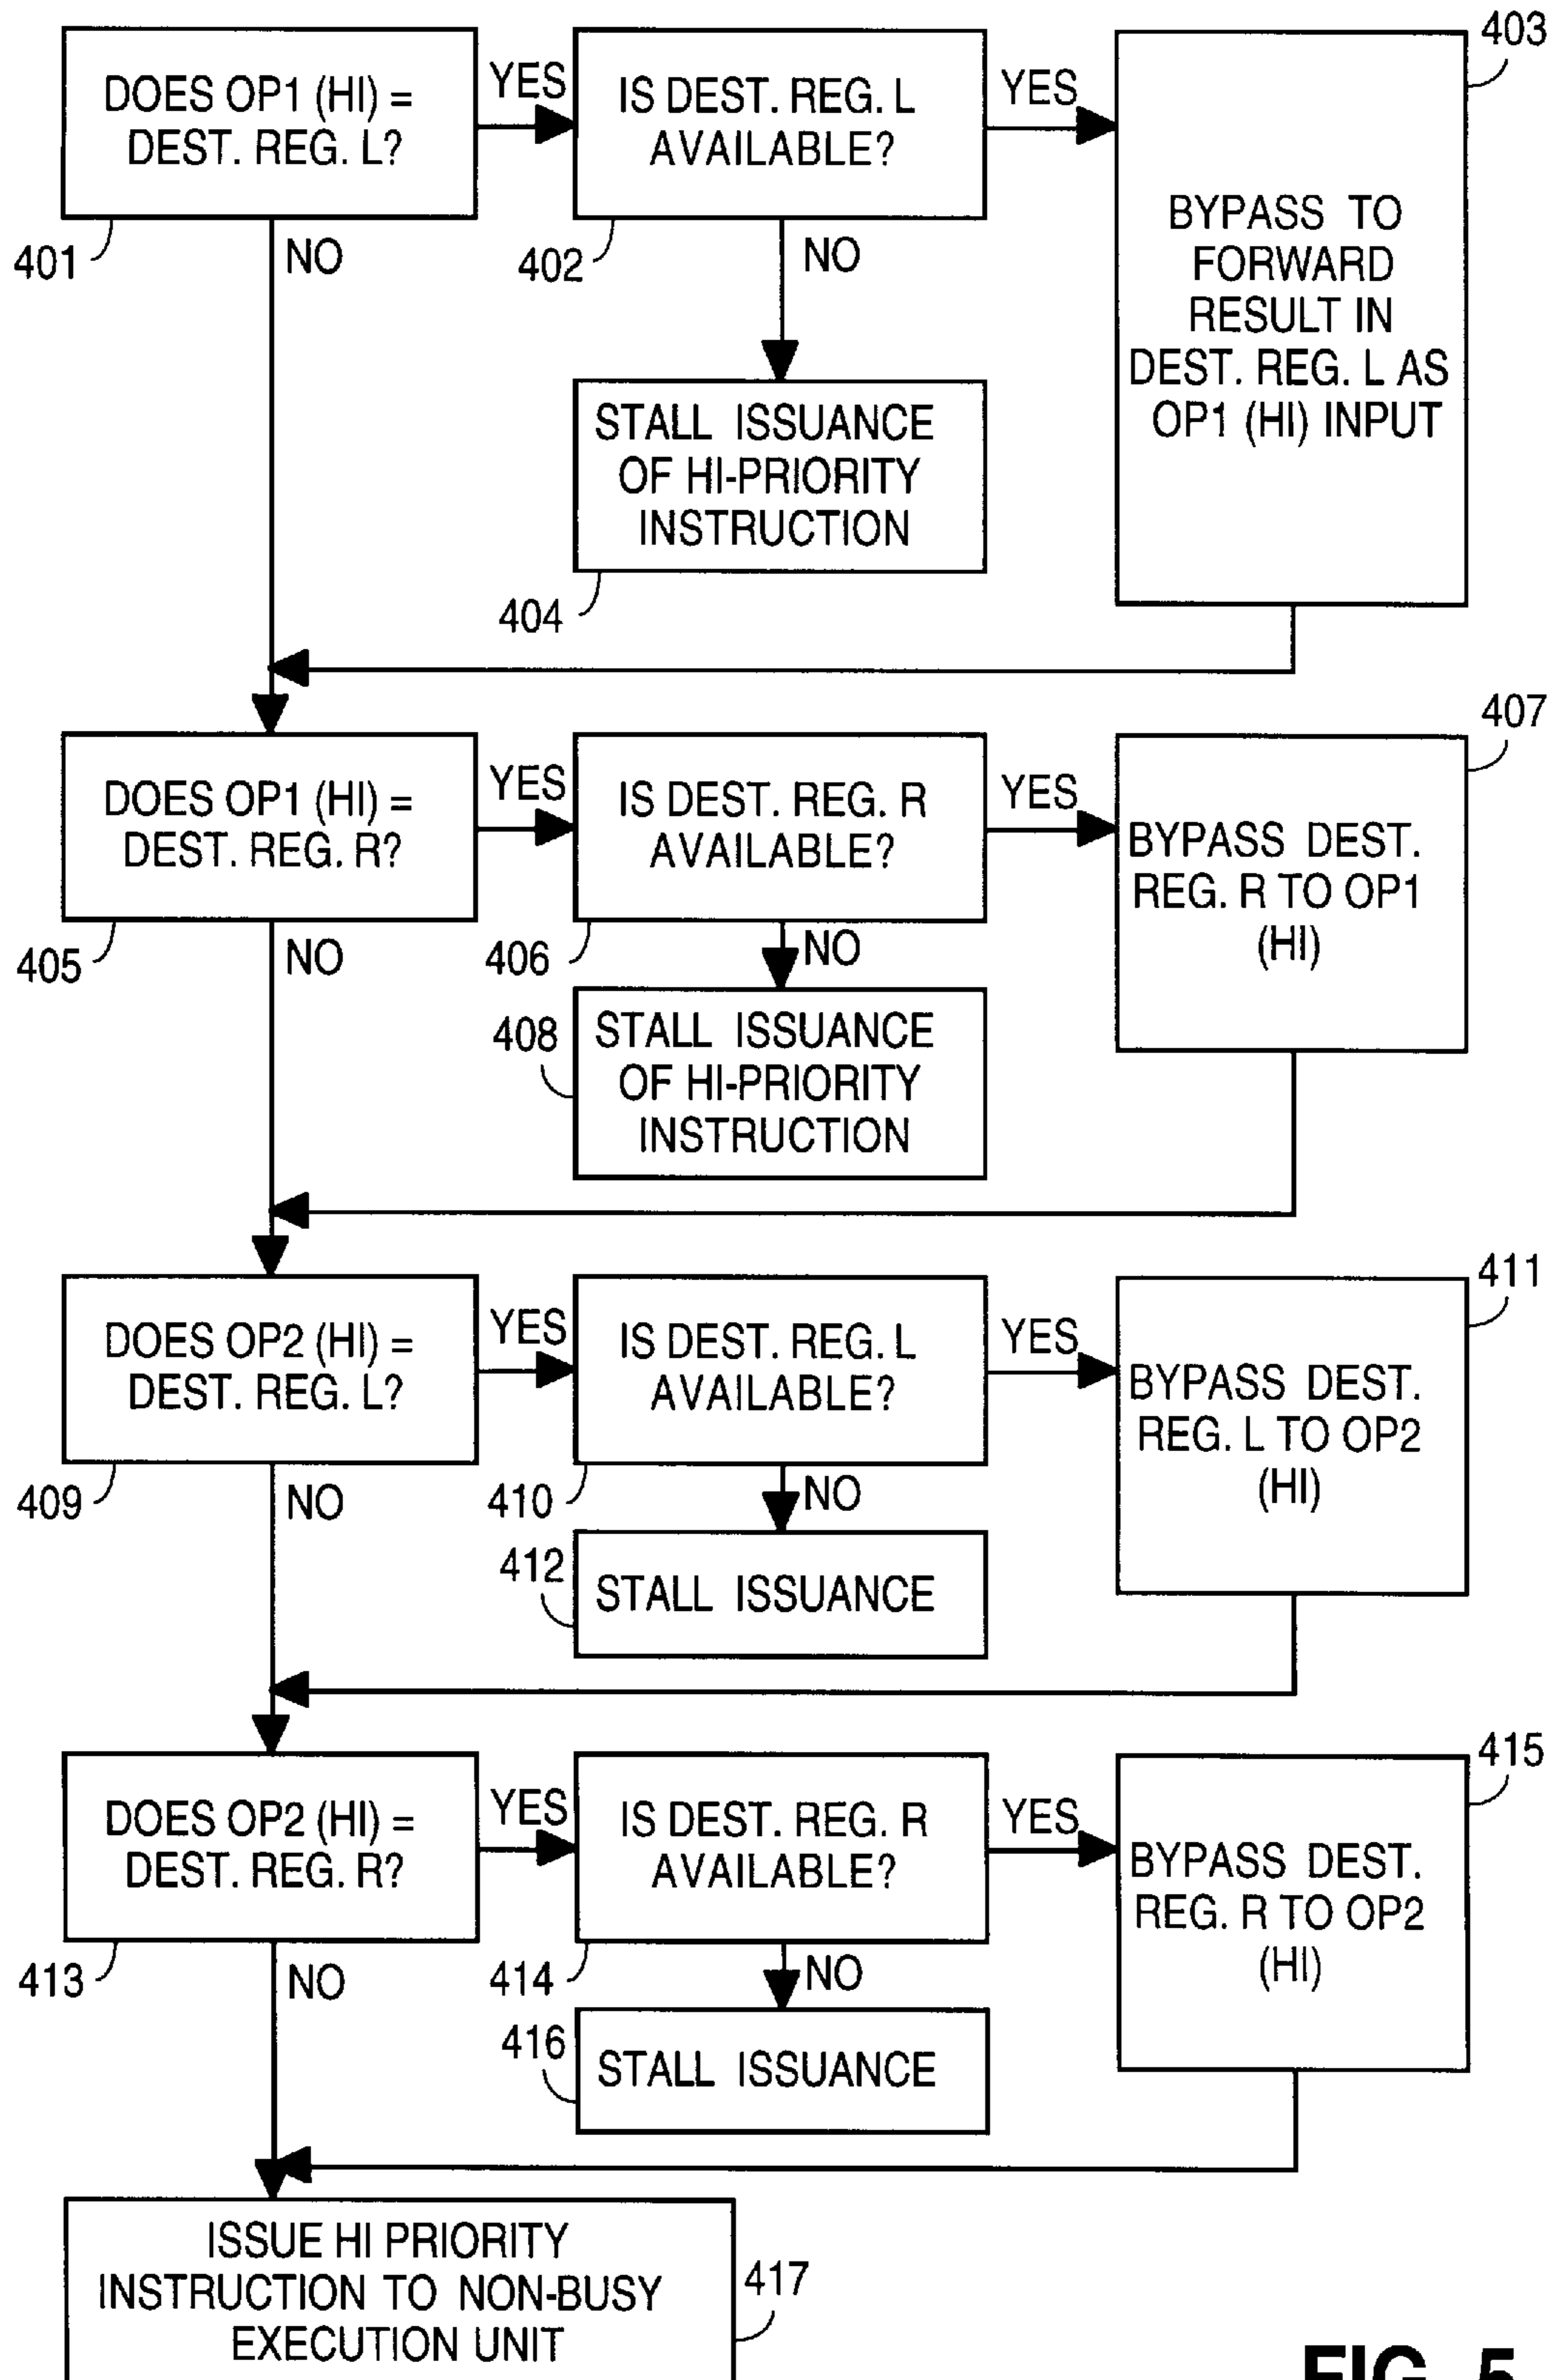 403
DOES OP1 (HI) =
DEST. REG. L?
YES
IS DEST. REG. L
AVAILABLE?
YES
BYPASS TO
FORWARD
RESULT IN
DEST. REG. L AS
OP1 (HI) INPUT
401
NO
402
NO
STALL ISSUANCE
OF HI-PRIORITY
INSTRUCTION
404
407
DOES OP1 (HI) =
DEST. REG. R?
YES
IS DEST. REG. R
AVAILABLE?
YES
BYPASS DEST.
REG. R TO OP1
(HI)
405
NO
406
NO
408
STALL ISSUANCE
OF HI-PRIORITY
INSTRUCTION
411
DOES OP2 (HI) =
DEST. REG. L?
YES
IS DEST. REG. L
AVAILABLE?
YES
BYPASS DEST.
REG. L TO OP2
(HI)
409
NO
410
NO
412
STALL ISSUANCE
415
DOES OP2 (HI) =
DEST. REG. R?
YES
IS DEST. REG. R
AVAILABLE?
YES
BYPASS DEST.
REG. R TO OP2
(HI)
413
NO
414
NO
416
STALL ISSUANCE
ISSUE HI PRIORITY
INSTRUCTION TO NON-BUSY
EXECUTION UNIT
417
FIG. 5